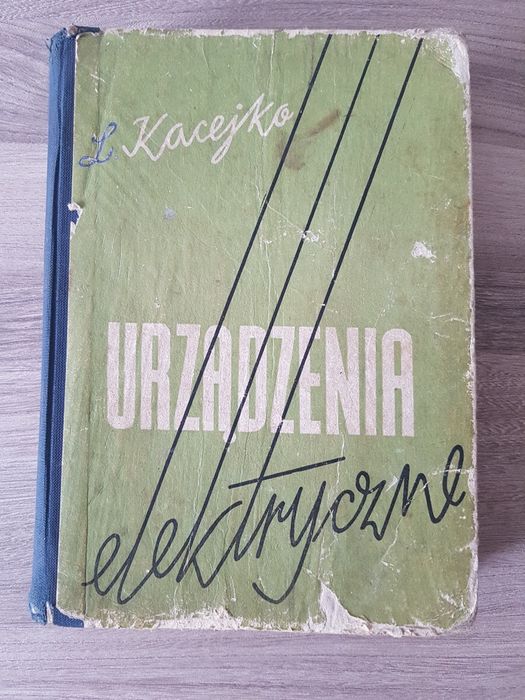 L. Kacejko
URZĄDZENIA
elektryczne